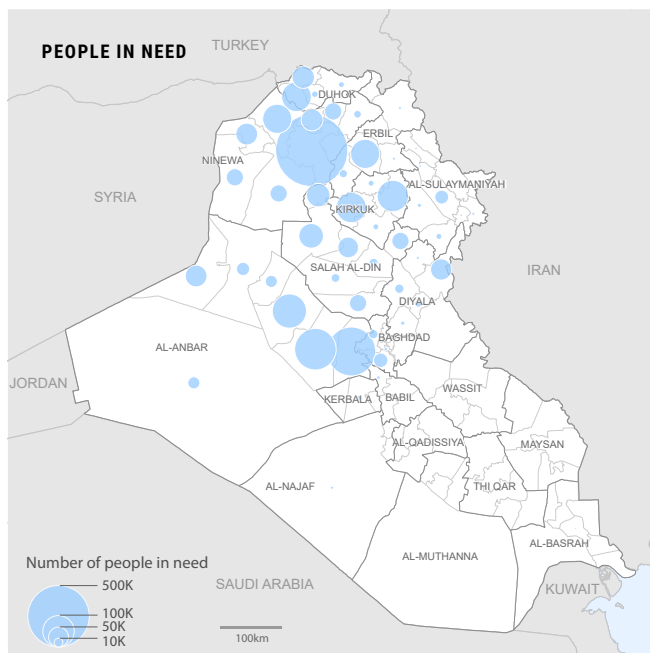 TURKEY
PEOPLE IN NEED
DUHOK
ERBIL
NINEWA
AL-SULAYMANIYAH
SYRIA
KIRKUK
SALAH AL-DIN
IRAN
DIYALA
BAGHDAD
AL-ANBAR
JORDAN
WASSIT
KERBALA
BABIL
AL-QADISSIYA
MAYSAN
AL-NAJAF
THI QAR
AL-BASRAH
AL-MUTHANNA
Number of people in need
SAUDI ARABIA
KUWAIT
500K
100K
50K
10K
100km